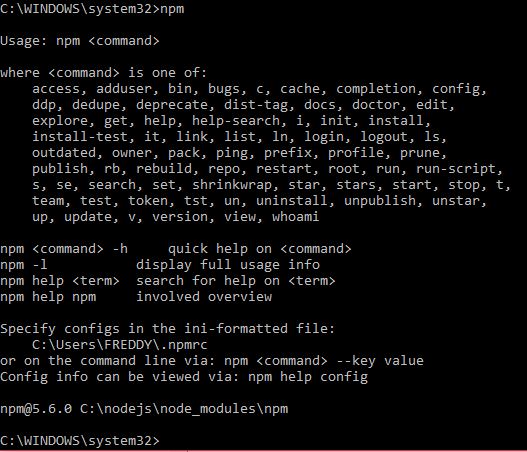 C:\WINDOWS\system32>npm
Usage: npm <command>
where <command> is one of:
access, adduser, bin, bugs, c, cache, completion, config,
ddp, dedupe, deprecate, dist-tag, docs, doctor, edit,
explore, get, help, help-search, i, init, install,
install-test, it, link, list, ln, login, logout, ls,
outdated, owner, pack, ping, prefix, profile, prune,
publish, rb, rebuild, repo, restart, root, run, run-script,
s, se, search, set, shrinkwrap, star, stars, start, stop, t,
team, test, token, tst, un, uninstall, unpublish, unstar,
up, update, v, version, view, whoami
npm <command> -h     quick help on <command>
npm -l           display full usage info
npm help <term>  search for help on <term>
npm help npm     involved overview
Specify configs in the ini-formatted file:
C:\Users\FREDDY\.npmrc
or on the command line via: npm <command> --key value
Config info can be viewed via: npm help config
npm@5.6.0 C:\nodejs\node_modules\npm
C:\WINDOWS\system32>